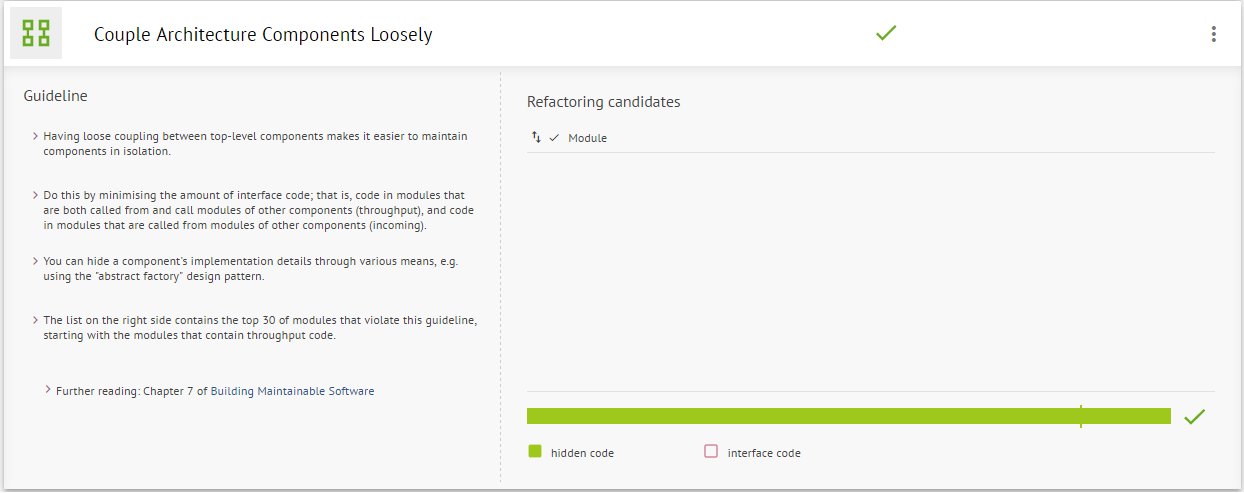 Couple Architecture Components Loosely
Guideline
Having loose coupling between top-level components makes it easier to maintain
components in isolation.
Do this by minimising the amount of interface code; that is, code in modules that
are both called from and call modules of other components (throughput), and code
in modules that are called from modules of other components (incoming).
You can hide a component's implementation details through various means, e.g.
using the "abstract factory" design pattern.
The list on the right side contains the top 30 of modules that violate this guideline,
starting with the modules that contain throughput code.
Further reading: Chapter 7 of Building Maintainable Software
Refactoring candidates
Module
hidden code
interface code